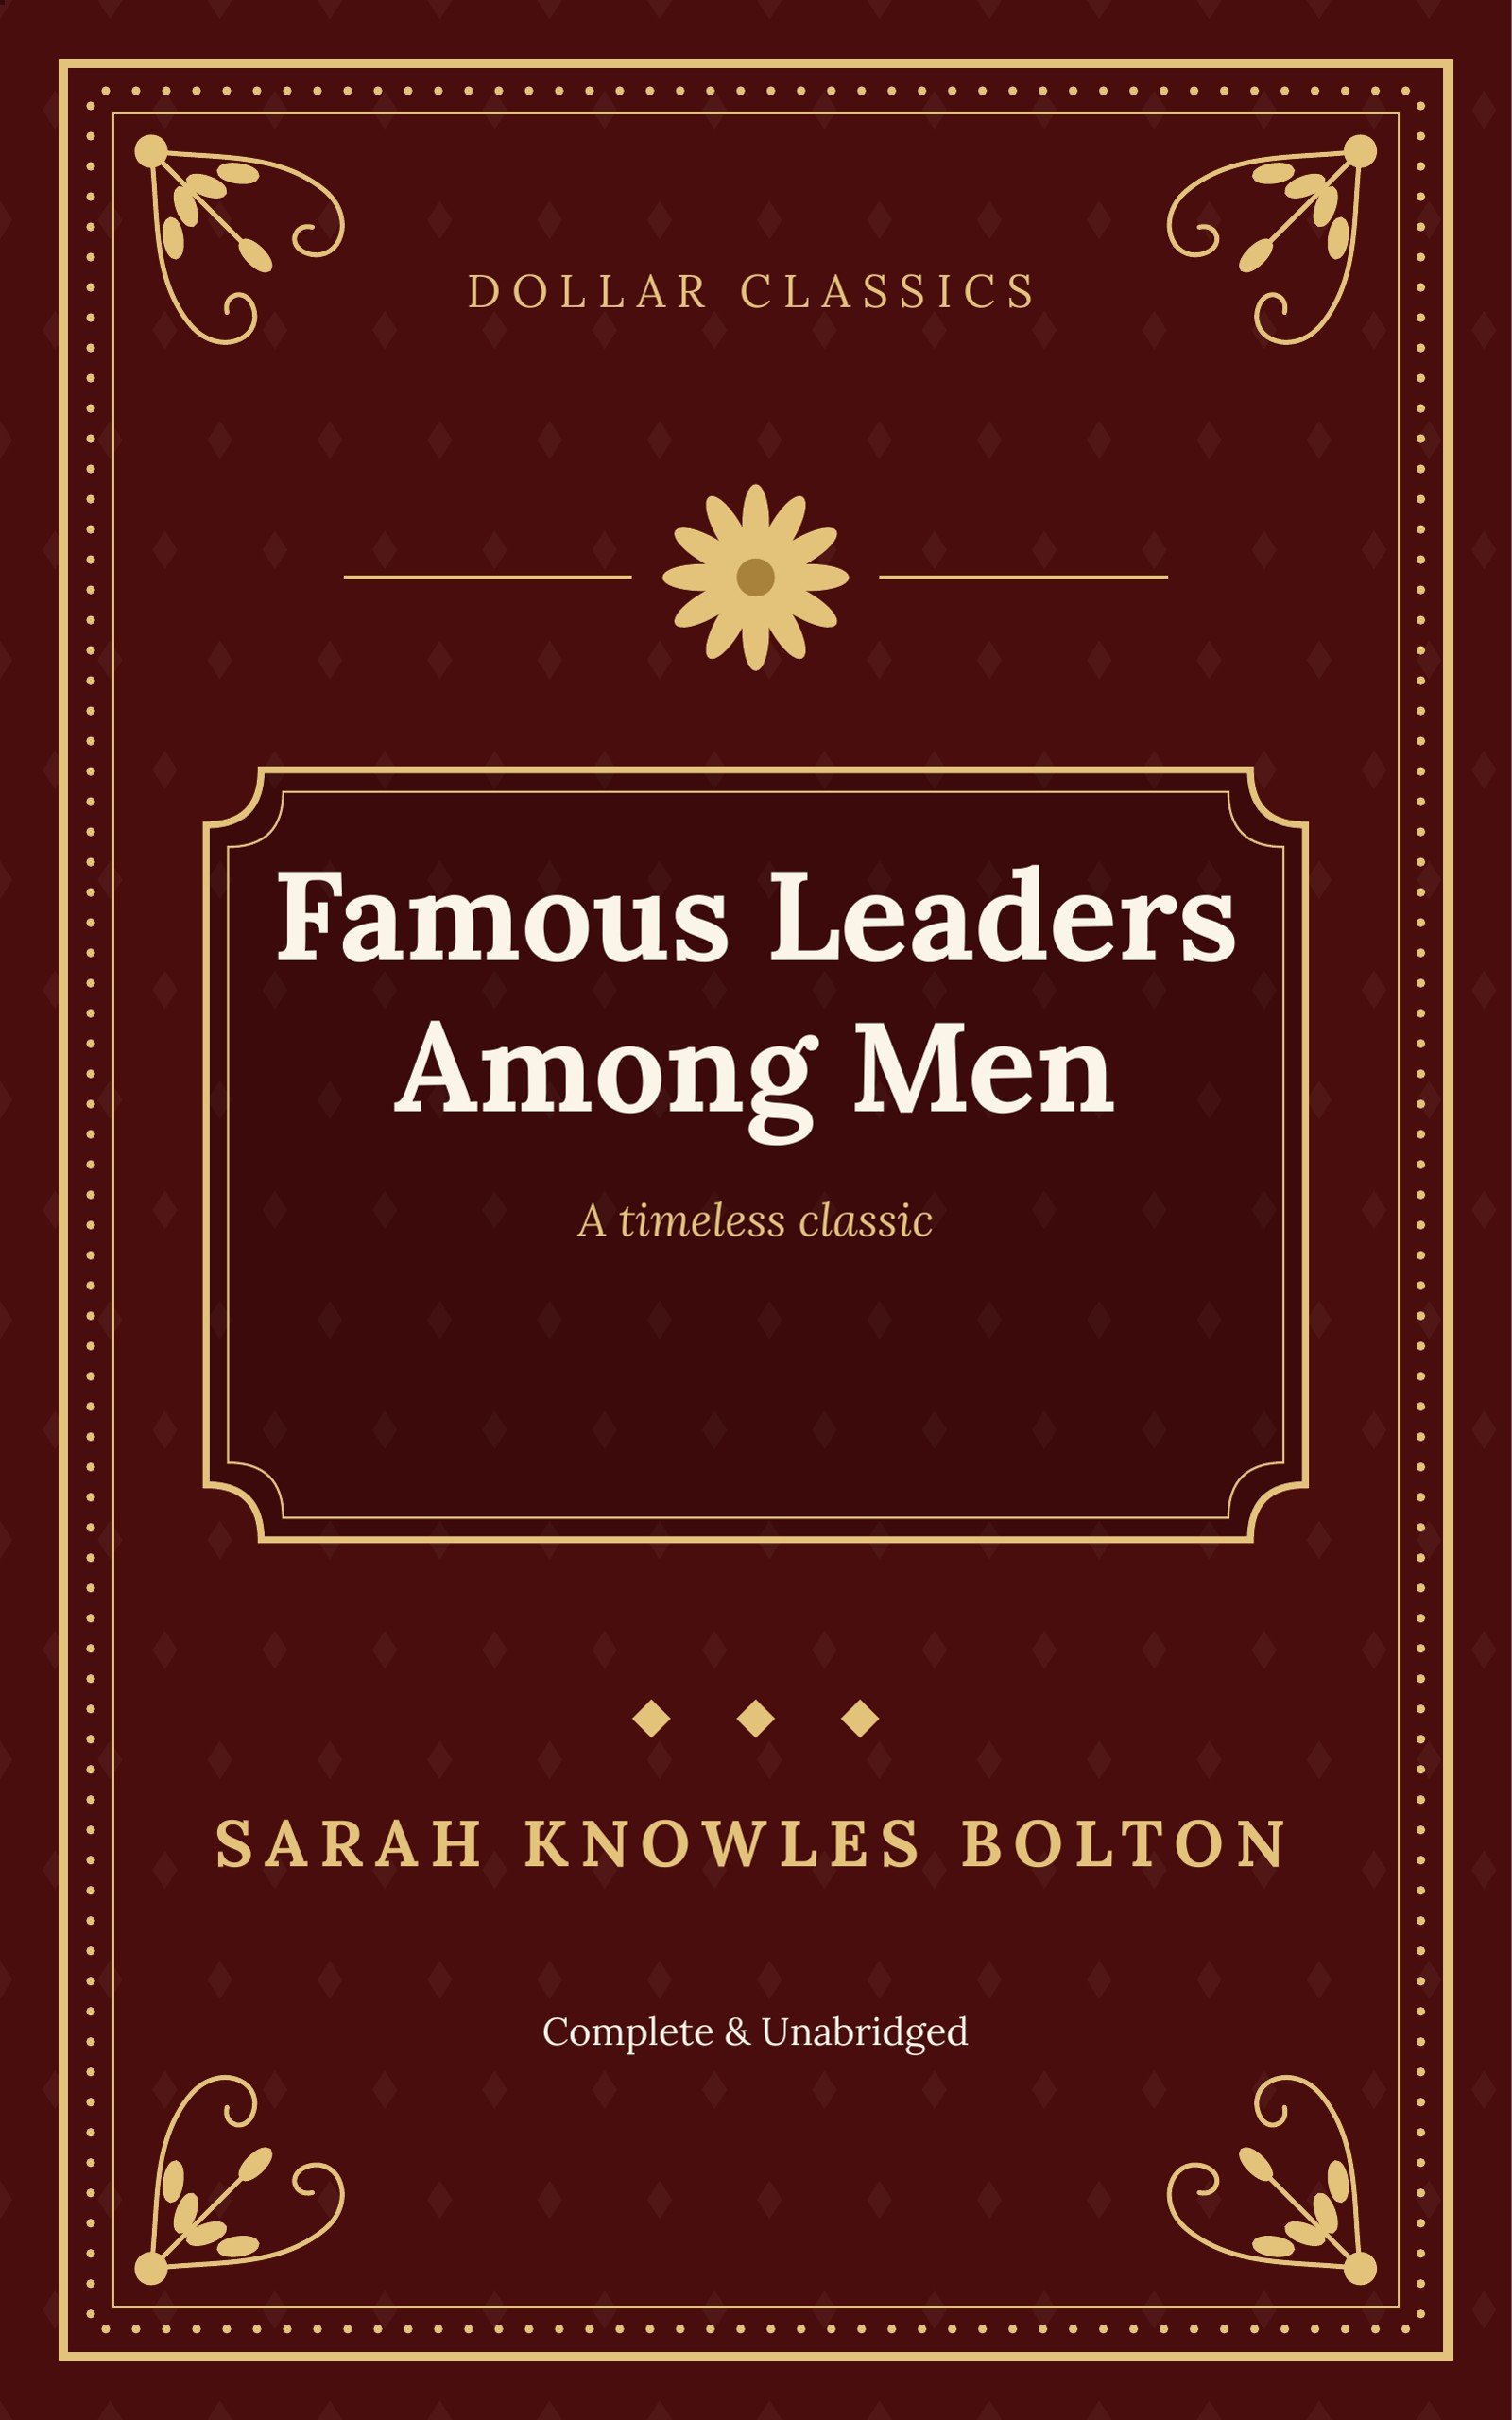 DOLLAR CLASSICS
Famous Leaders
Among Men
A timeless classic
SARAH KNOWLES BOLTON
Complete & Unabridged